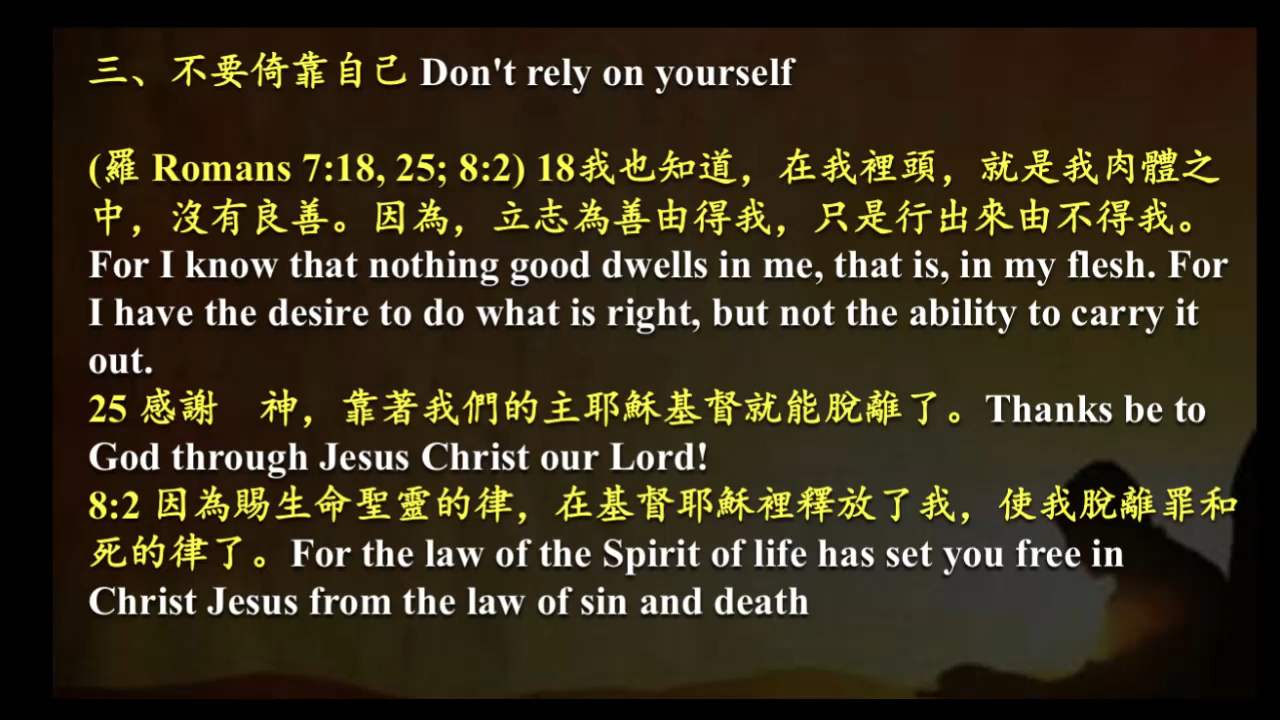 三、不要倚靠自己 Don't rely on yourself
(羅 Romans 7:18, 25; 8:2) 18我也知道，在我裡頭，就是我肉體之
中，沒有良善。因為，立志為善由得我，只是行出來由不得我。
For I know that nothing good dwells in me, that is, in my flesh. For
I have the desire to do what is right, but not the ability to carry it
out.
25 感謝　神，靠著我們的主耶穌基督就能脫離了。Thanks be to
God through Jesus Christ our Lord!
8:2 因為賜生命聖靈的律，在基督耶穌裡釋放了我，使我脫離罪和
死的律了。For the law of the Spirit of life has set you free in
Christ Jesus from the law of sin and death